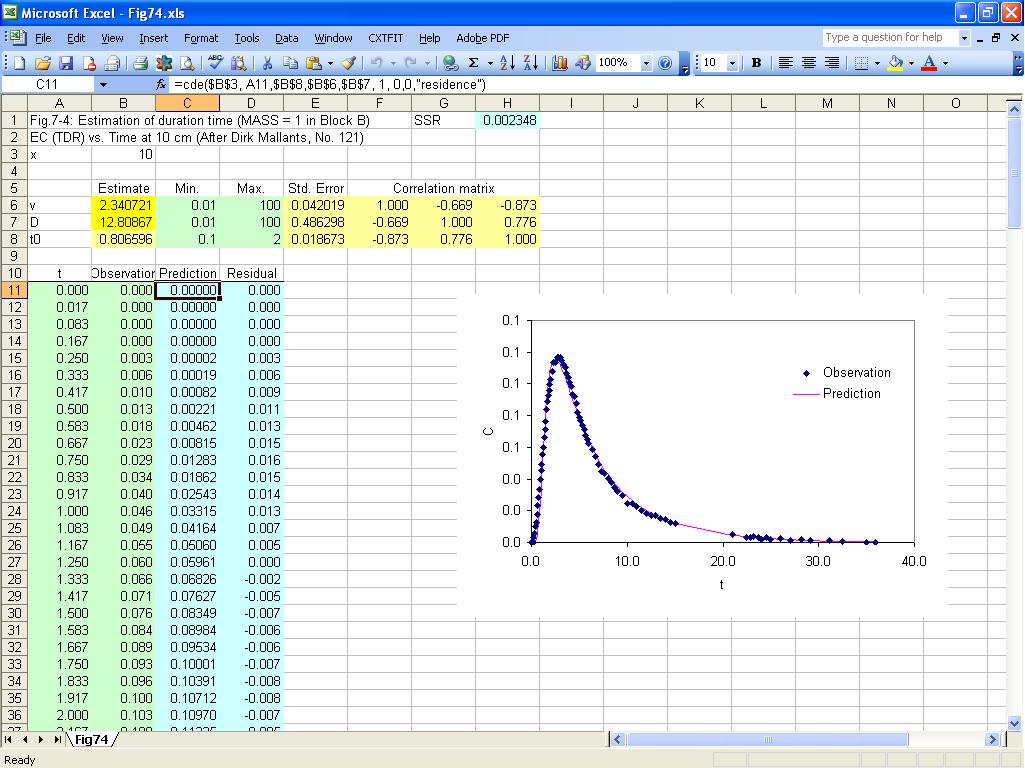 Microsoft Excel - Fig74.xls
File Edit View Insert Format Tools Data Window CXTFIT Help Adobe PDF Type a question for help
100% 10 B A
C11 fx =cde($B$3, A11,$B$8,$B$6,$B$7, 1, 0,0,"residence")
A B C D E F G H I J K L M N O
1 Fig.7-4: Estimation of duration time (MASS = 1 in Block B) SSR 0.002348
2 EC (TDR) vs. Time at 10 cm (After Dirk Mallants, No. 121)
3 x 10
4
5 Estimate Min. Max. Std. Error Correlation matrix
6 v 2.340721 0.01 100 0.042019 1.000 -0.669 -0.873
7 D 12.80867 0.01 100 0.486298 -0.669 1.000 0.776
8 t0 0.806596 0.1 2 0.018673 -0.873 0.776 1.000
9
10 t Observation Prediction Residual
11 0.000 0.000 0.00000 0.000
12 0.017 0.000 0.00000 0.000
13 0.083 0.000 0.00000 0.000
14 0.167 0.000 0.00000 0.000
15 0.250 0.003 0.00002 0.003
16 0.333 0.006 0.00019 0.006
17 0.417 0.010 0.00082 0.009
18 0.500 0.013 0.00221 0.011
19 0.583 0.018 0.00462 0.013
20 0.667 0.023 0.00815 0.015
21 0.750 0.029 0.01283 0.016
22 0.833 0.034 0.01862 0.015
23 0.917 0.040 0.02543 0.014
24 1.000 0.046 0.03315 0.013
25 1.083 0.049 0.04164 0.007
26 1.167 0.055 0.05060 0.005
27 1.250 0.060 0.05961 0.000
28 1.333 0.066 0.06826 -0.002
29 1.417 0.071 0.07627 -0.005
30 1.500 0.076 0.08349 -0.007
31 1.583 0.084 0.08984 -0.006
32 1.667 0.089 0.09534 -0.006
33 1.750 0.093 0.10001 -0.007
34 1.833 0.096 0.10391 -0.008
35 1.917 0.100 0.10712 -0.008
36 2.000 0.103 0.10970 -0.007
0.1
0.1
0.1
0.1
0.1
0.0
0.0
0.0
C
Observation
Prediction
0.0 10.0 20.0 30.0 40.0
t
Fig74
Ready